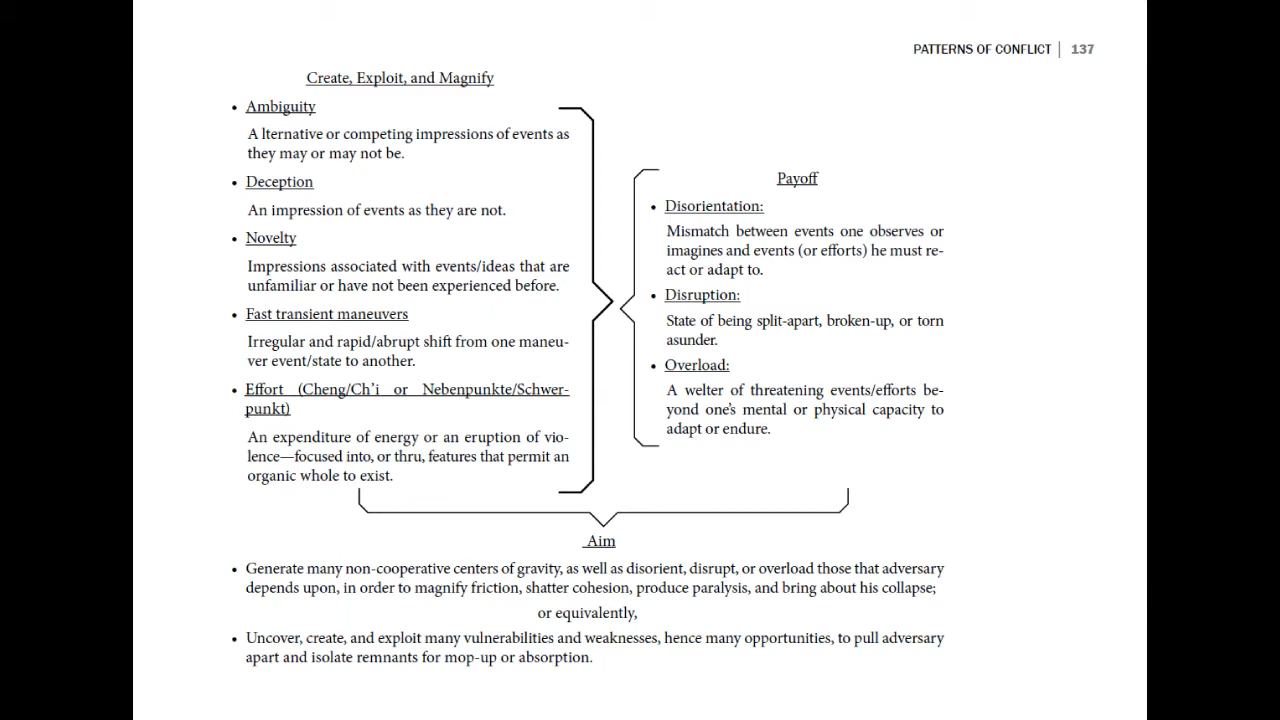 PATTERNS OF CONFLICT | 137
Create, Exploit, and Magnify
• Ambiguity
A lternative or competing impressions of events as
they may or may not be.
• Deception
An impression of events as they are not.
• Novelty
Impressions associated with events/ideas that are
unfamiliar or have not been experienced before.
• Fast transient maneuvers
Irregular and rapid/abrupt shift from one maneu-
ver event/state to another.
• Effort (Cheng/Ch’i or Nebenpunkte/Schwer-
punkt)
An expenditure of energy or an eruption of vio-
lence—focused into, or thru, features that permit an
organic whole to exist.
Payoff
• Disorientation:
Mismatch between events one observes or
imagines and events (or efforts) he must re-
act or adapt to.
• Disruption:
State of being split-apart, broken-up, or torn
asunder.
• Overload:
A welter of threatening events/efforts be-
yond one’s mental or physical capacity to
adapt or endure.
Aim
• Generate many non-cooperative centers of gravity, as well as disorient, disrupt, or overload those that adversary
depends upon, in order to magnify friction, shatter cohesion, produce paralysis, and bring about his collapse;
or equivalently,
• Uncover, create, and exploit many vulnerabilities and weaknesses, hence many opportunities, to pull adversary
apart and isolate remnants for mop-up or absorption.